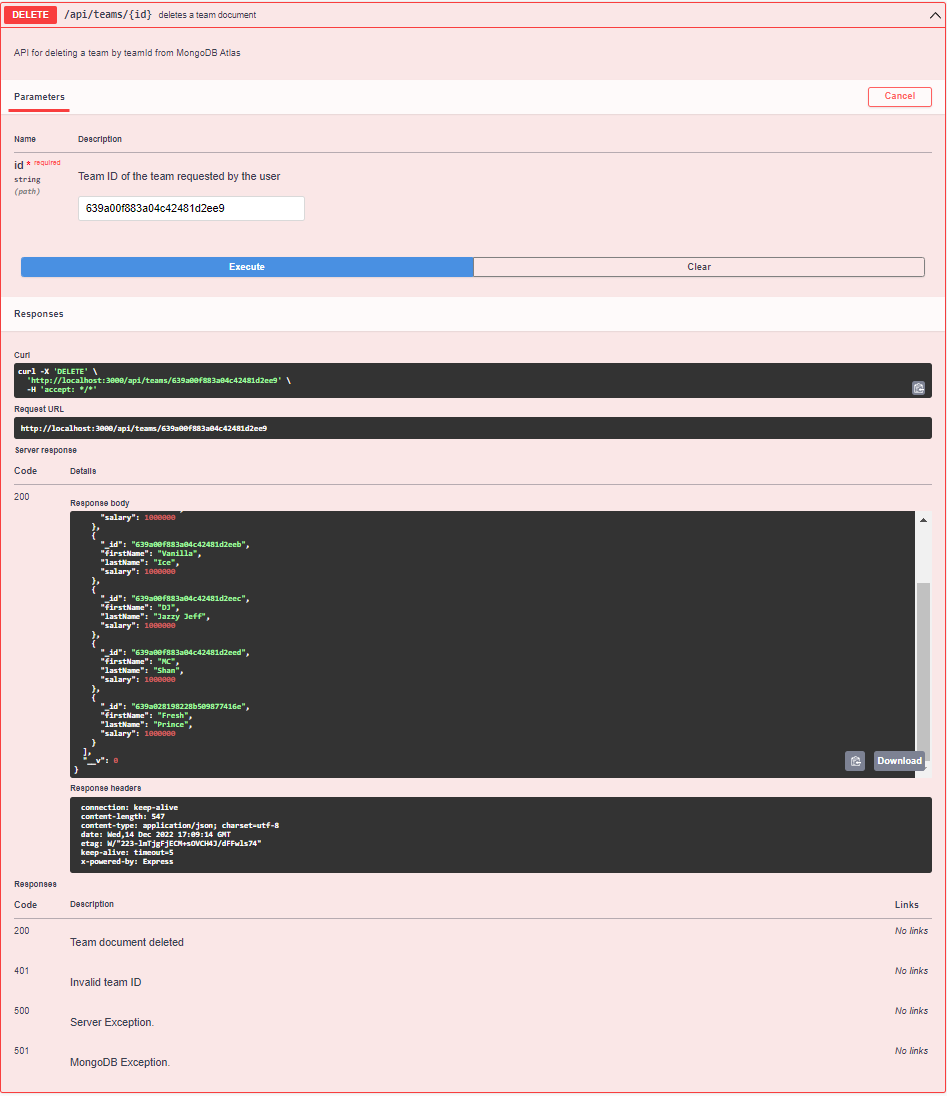 DELETE /api/teams/{id} deletes a team document
API for deleting a team by teamId from MongoDB Atlas
Parameters
Cancel
Name Description
id * required
string
(path)
Team ID of the team requested by the user
639a00f883a04c42481d2ee9
Execute
Clear
Responses
Curl
curl -X 'DELETE' \
'http://localhost:3000/api/teams/639a00f883a04c42481d2ee9' \
-H 'accept: */*'
Request URL
http://localhost:3000/api/teams/639a00f883a04c42481d2ee9
Server response
Code Details
200
Response body
"salary": 1000000
},
{
"_id": "639a00f883a04c42481d2eeb",
"firstName": "Vanilla",
"lastName": "Ice",
"salary": 1000000
},
{
"_id": "639a00f883a04c42481d2eec",
"firstName": "DJ",
"lastName": "Jazzy Jeff",
"salary": 1000000
},
{
"_id": "639a00f883a04c42481d2eed",
"firstName": "MC",
"lastName": "Shan",
"salary": 1000000
},
{
"_id": "639a028198228b509877416e",
"firstName": "Fresh",
"lastName": "Prince",
"salary": 1000000
}
],
"__v": 0
}
Download
Response headers
connection: keep-alive
content-length: 547
content-type: application/json; charset=utf-8
date: Wed,14 Dec 2022 17:09:14 GMT
etag: W/"223-lmTjgFjECM+sOVCH4J/dFFwls74"
keep-alive: timeout=5
x-powered-by: Express
Responses
Code Description Links
200 No links
Team document deleted
401 No links
Invalid team ID
500 No links
Server Exception.
501 No links
MongoDB Exception.